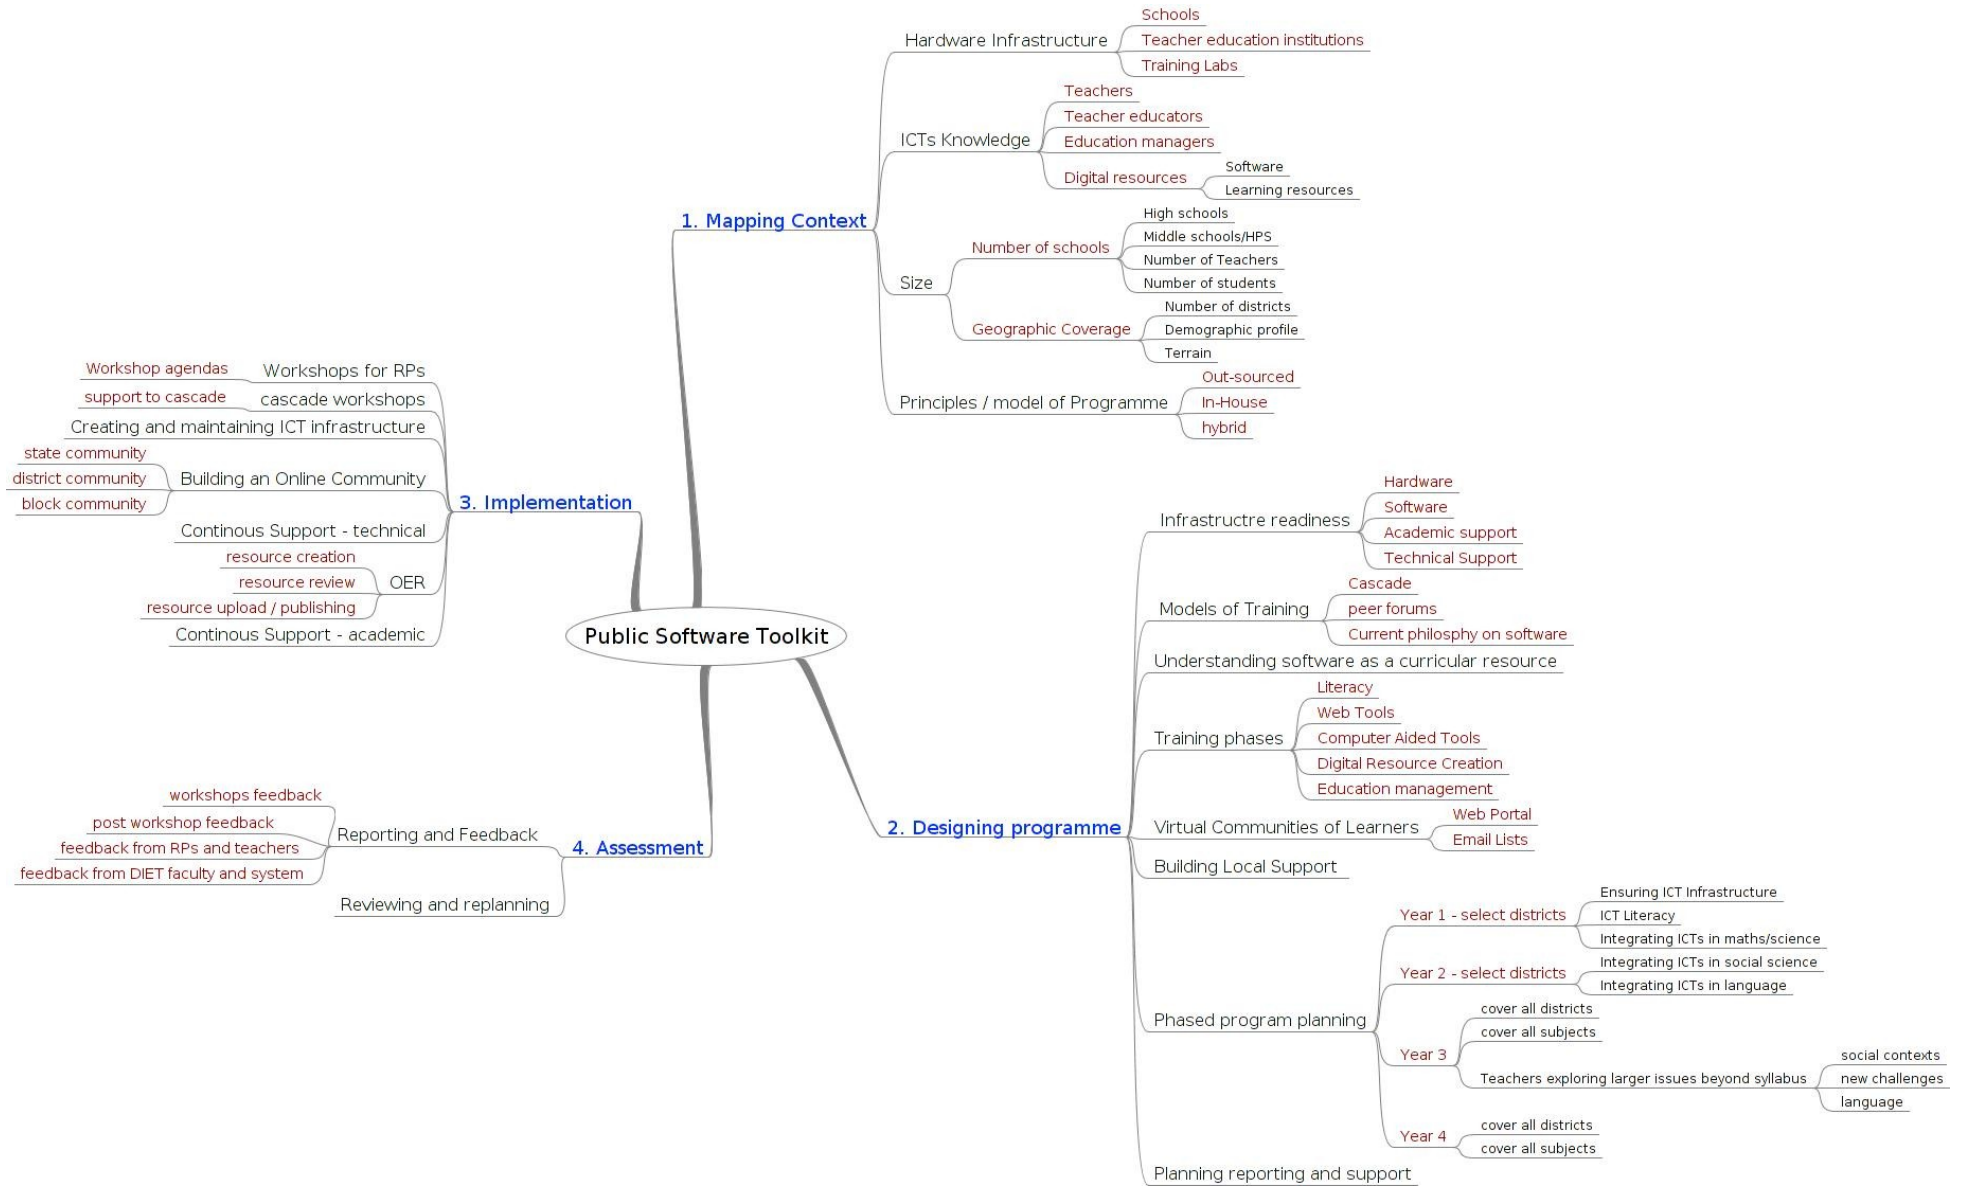 Public Software Toolkit
1. Mapping Context
Hardware Infrastructure
Schools
Teacher education institutions
Training Labs
ICTs Knowledge
Teachers
Teacher educators
Education managers
Digital resources
Software
Learning resources
Size
Number of schools
High schools
Middle schools/HPS
Number of Teachers
Number of students
Geographic Coverage
Number of districts
Demographic profile
Terrain
Principles / model of Programme
Out-sourced
In-House
hybrid
2. Designing programme
Infrastructre readiness
Hardware
Software
Academic support
Technical Support
Models of Training
Cascade
peer forums
Current philosphy on software
Understanding software as a curricular resource
Training phases
Literacy
Web Tools
Computer Aided Tools
Digital Resource Creation
Education management
Virtual Communities of Learners
Web Portal
Email Lists
Building Local Support
Phased program planning
Year 1 - select districts
Ensuring ICT Infrastructure
ICT Literacy
Integrating ICTs in maths/science
Year 2 - select districts
Integrating ICTs in social science
Integrating ICTs in language
Year 3
cover all districts
cover all subjects
Teachers exploring larger issues beyond syllabus
social contexts
new challenges
language
Year 4
cover all districts
cover all subjects
Planning reporting and support
3. Implementation
Workshops for RPs
Workshop agendas
cascade workshops
support to cascade
Creating and maintaining ICT infrastructure
Building an Online Community
state community
district community
block community
Continous Support - technical
OER
resource creation
resource review
resource upload / publishing
Continous Support - academic
4. Assessment
Reporting and Feedback
workshops feedback
post workshop feedback
feedback from RPs and teachers
feedback from DIET faculty and system
Reviewing and replanning